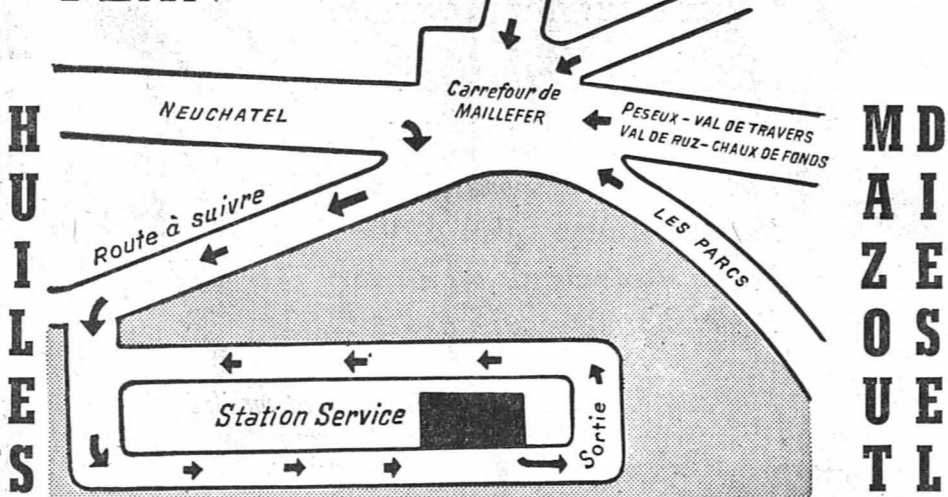 HUILES
NEUCHATEL
Carrefour de
MAILLEFER
PESEUX - VAL DE TRAVERS
VAL DE RUZ - CHAUX DE FONDS
Route à suivre
LES PARCS
Station Service
Sortie
MAZOUT
DIESEL